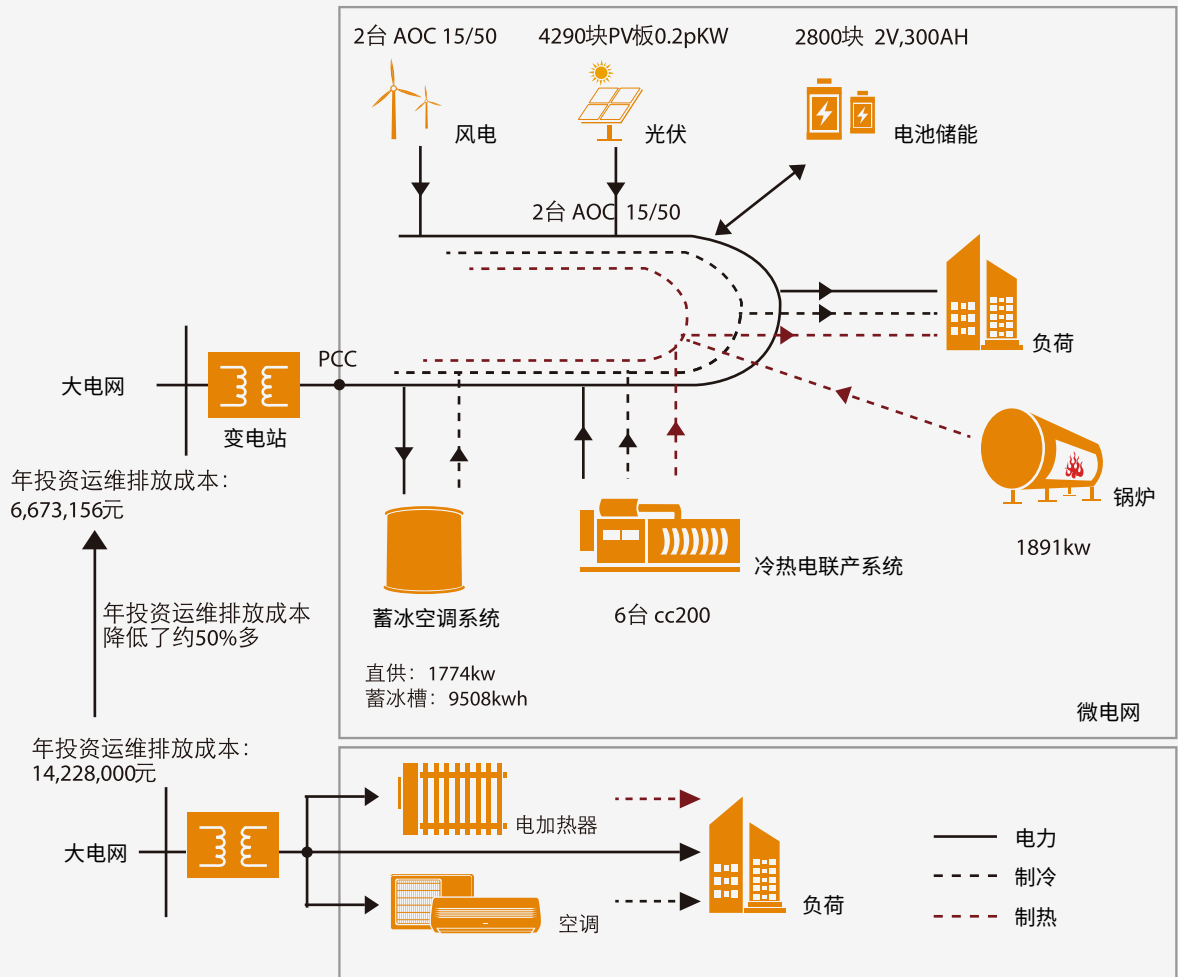 2台 AOC 15/50
4290块PV板0.2pKW
2800块 2V,300AH
风电
光伏
电池储能
2台 AOC 15/50
负荷
PCC
大电网
变电站
年投资运维排放成本：
6,673,156元
锅炉
1891kw
冷热电联产系统
6台 cc200
蓄冰空调系统
年投资运维排放成本
降低了约50%多
直供：1774kw
蓄冰槽：9508kwh
微电网
年投资运维排放成本：
14,228,000元
电加热器
大电网
电力
制冷
制热
负荷
空调